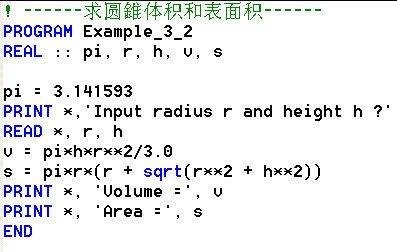 ! ------求圆錐体积和表面积------
PROGRAM Example_3_2
REAL :: pi, r, h, v, s
pi = 3.141593
PRINT *,'Input radius r and height h ?'
READ *, r, h
v = pi*h*r**2/3.0
s = pi*r*(r + sqrt(r**2 + h**2))
PRINT *, 'Volume =', v
PRINT *, 'Area =', s
END